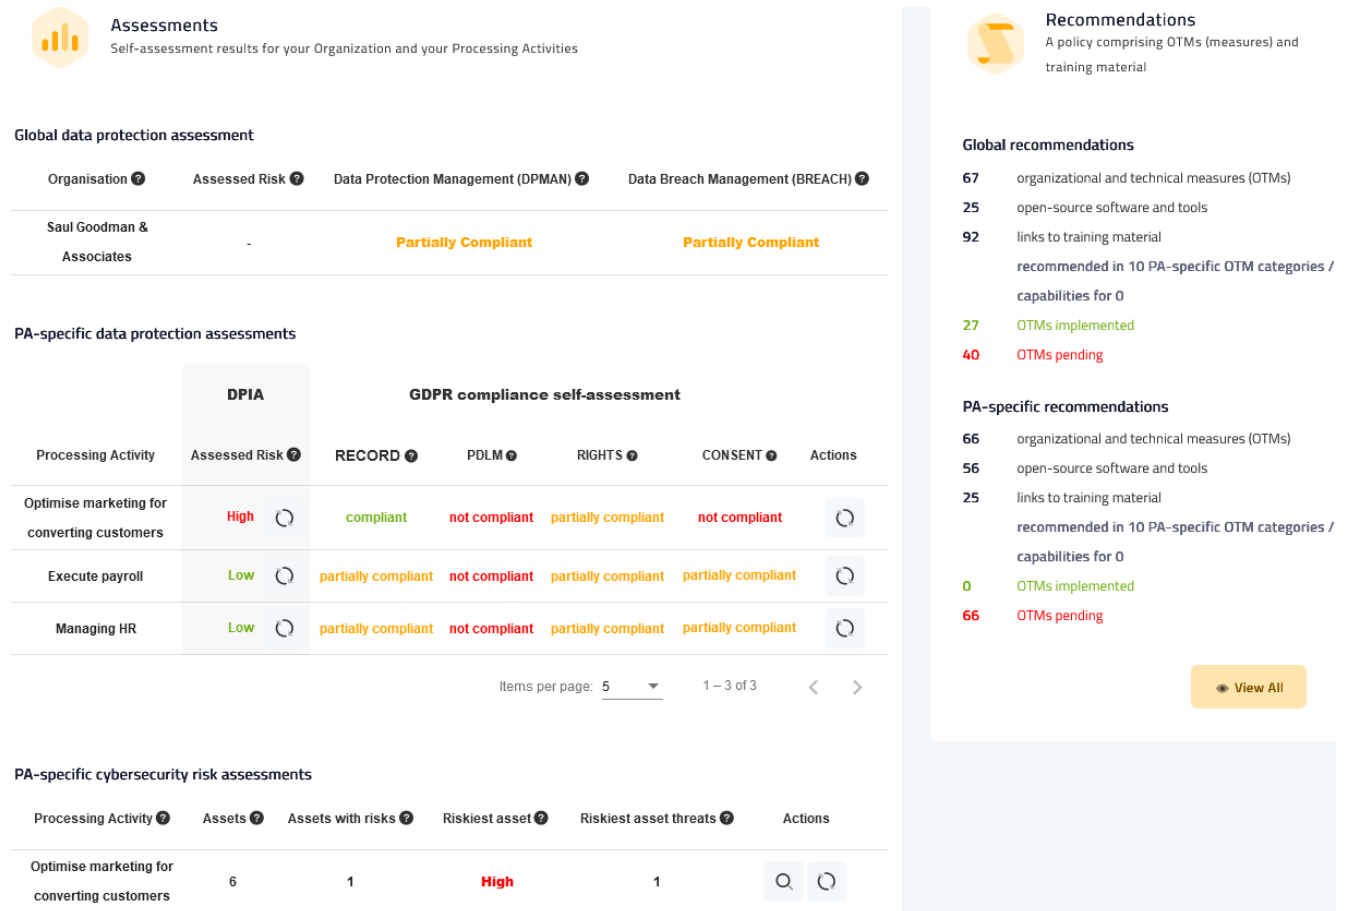 Assessments
Self-assessment results for your Organization and your Processing Activities
Global data protection assessment
Organisation ? Assessed Risk ? Data Protection Management (DPMAN) ? Data Breach Management (BREACH) ?
Saul Goodman &
Associates
- Partially Compliant Partially Compliant
PA-specific data protection assessments
DPIA GDPR compliance self-assessment
Processing Activity Assessed Risk ? RECORD ? PDLM ? RIGHTS ? CONSENT ? Actions
Optimise marketing for
converting customers
High compliant not compliant partially compliant not compliant
Execute payroll Low partially compliant not compliant partially compliant partially compliant
Managing HR Low partially compliant not compliant partially compliant partially compliant
Items per page: 5 1 – 3 of 3
PA-specific cybersecurity risk assessments
Processing Activity ? Assets ? Assets with risks ? Riskiest asset ? Riskiest asset threats ? Actions
Optimise marketing for
converting customers
6 1 High 1
Recommendations
A policy comprising OTMs (measures) and
training material
Global recommendations
67 organizational and technical measures (OTMs)
25 open-source software and tools
92 links to training material
recommended in 10 PA-specific OTM categories /
capabilities for 0
27 OTMs implemented
40 OTMs pending
PA-specific recommendations
66 organizational and technical measures (OTMs)
56 open-source software and tools
25 links to training material
recommended in 10 PA-specific OTM categories /
capabilities for 0
0 OTMs implemented
66 OTMs pending
View All